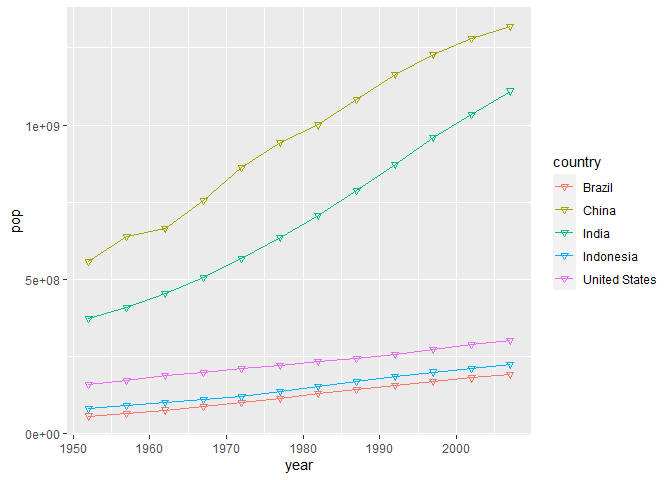 1e+09
5e+08
0e+00
pop
1950
1960
1970
1980
1990
2000
year
country
Brazil
China
India
Indonesia
United States